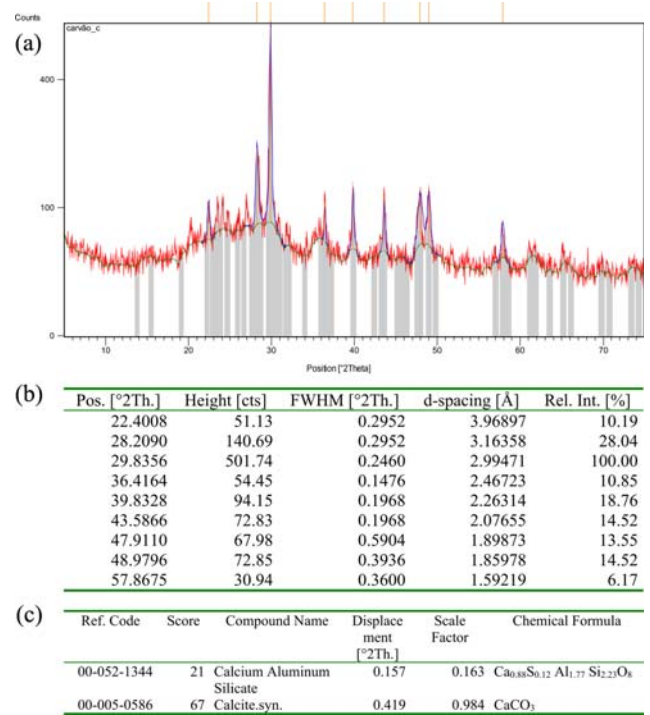 Counts
(a)
carvão_c
400
100
0
10 20 30 40 50 60 70
Position [°2Theta]
(b)
Pos. [°2Th.] Height [cts] FWHM [°2Th.] d-spacing [Å] Rel. Int. [%]
22.4008 51.13 0.2952 3.96897 10.19
28.2090 140.69 0.2952 3.16358 28.04
29.8356 501.74 0.2460 2.99471 100.00
36.4164 54.45 0.1476 2.46723 10.85
39.8328 94.15 0.1968 2.26314 18.76
43.5866 72.83 0.1968 2.07655 14.52
47.9110 67.98 0.5904 1.89873 13.55
48.9796 72.85 0.3936 1.85978 14.52
57.8675 30.94 0.3600 1.59219 6.17
(c)
Ref. Code Score Compound Name Displace Scale Chemical Formula
ment Factor
[°2Th.]
00-052-1344 21 Calcium Aluminum 0.157 0.163 Ca₀.₈₈S₀.₁₂ Al₁.₇₇ Si₂.₂₃O₈
Silicate
00-005-0586 67 Calcite.syn. 0.419 0.984 CaCO₃